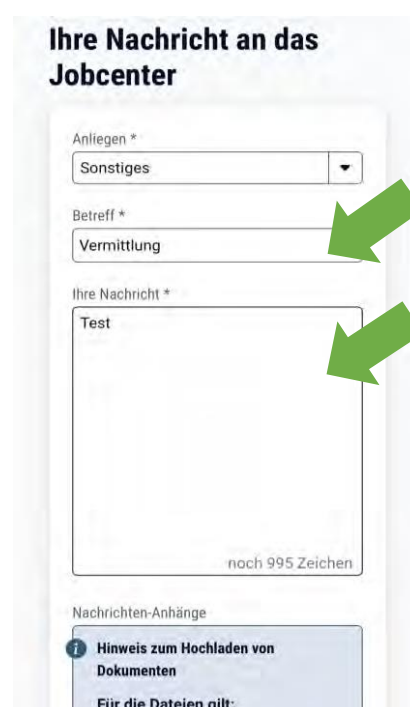 Ihre Nachricht an das
Jobcenter
Anliegen *
Sonstiges
Betreff *
Vermittlung
Ihre Nachricht *
Test
noch 995 Zeichen
Nachrichten-Anhänge
i Hinweis zum Hochladen von
Dokumenten
Für die Dateien gilt: